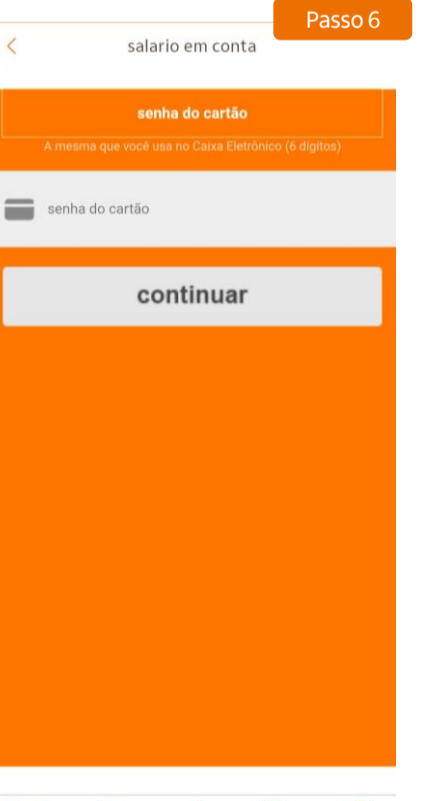 Passo 6
salario em conta
senha do cartão
A mesma que você usa no Caixa Eletrônico (6 dígitos)
senha do cartão
continuar